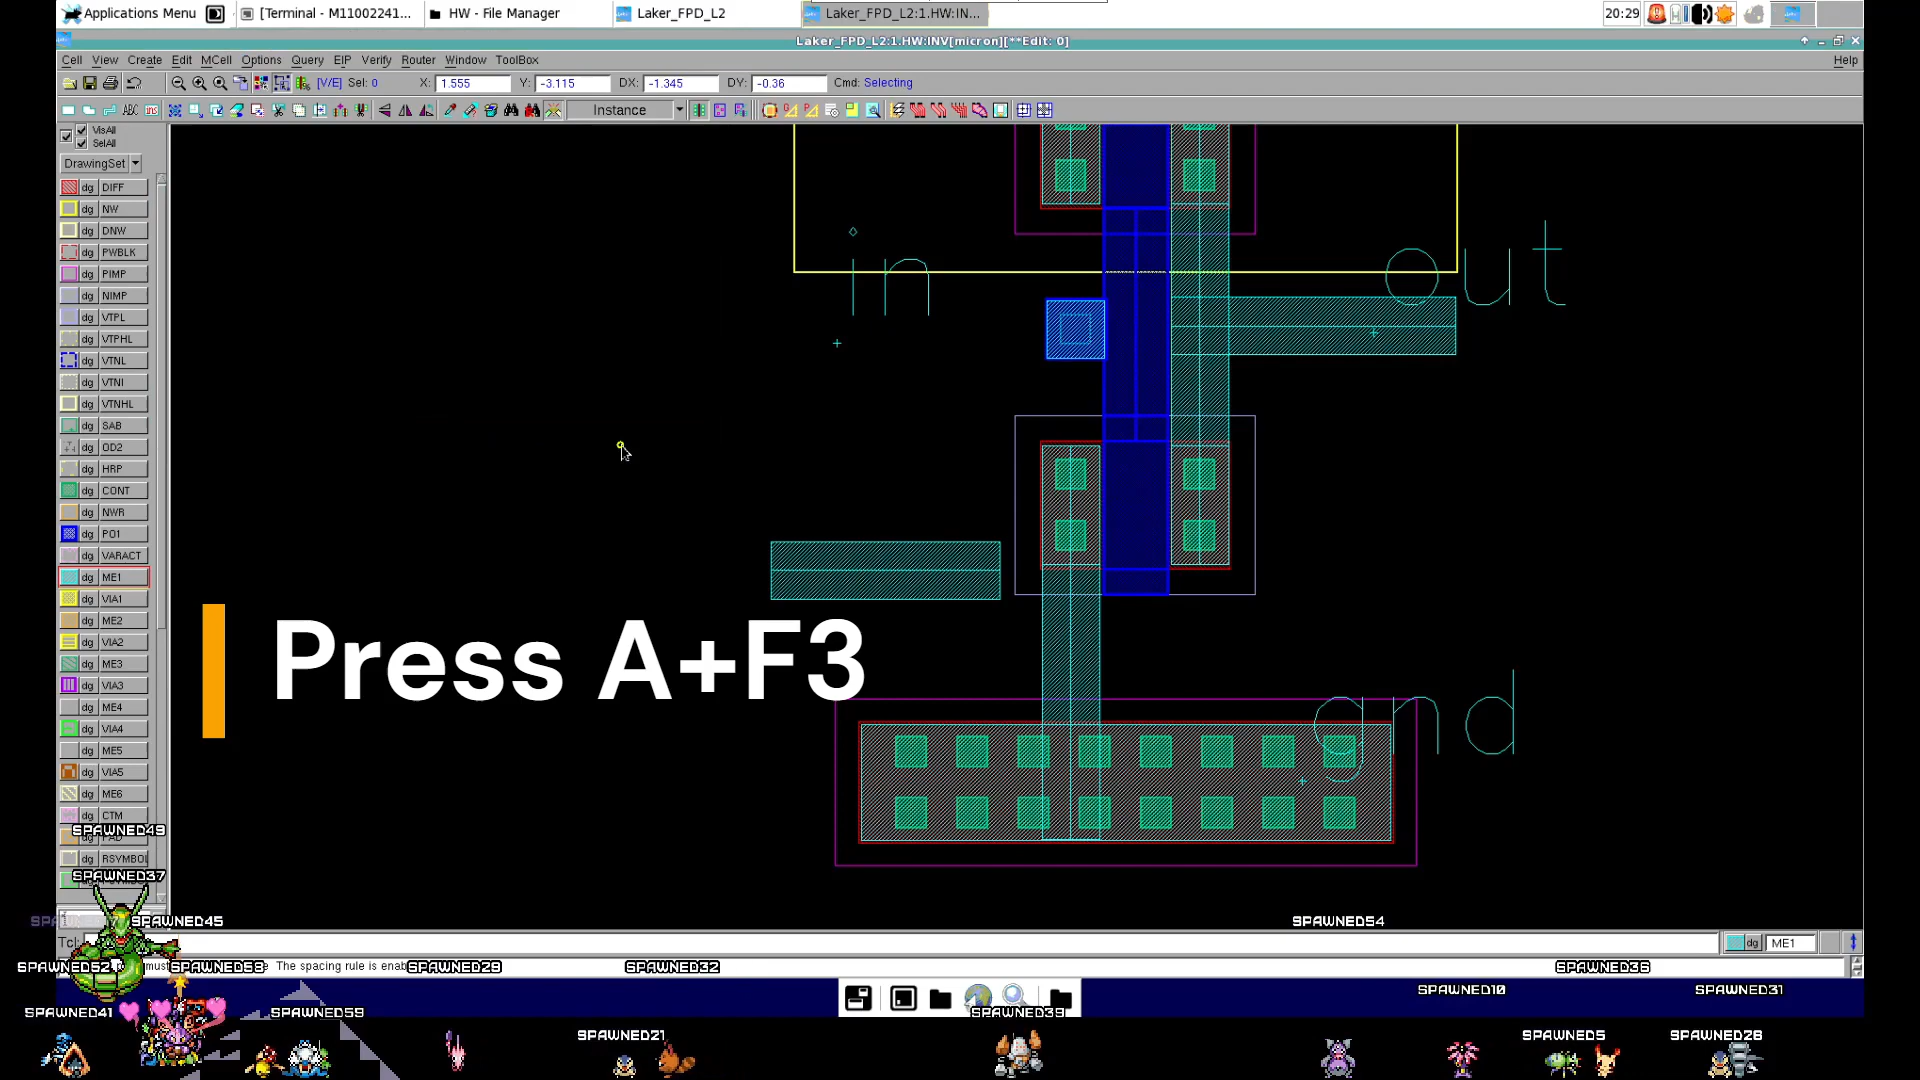 Applications Menu
[Terminal - M11002241...
HW - File Manager
Laker_FPD_L2
Laker_FPD_L2:1.HW:IN...
20:29
Laker_FPD_L2:1.HW:INV[micron][**Edit: 0]
Cell View Create Edit MCell Options Query EIP Verify Router Window ToolBox Help
[V/E] Sel: 0 X: 1.555 Y: -3.115 DX: -1.345 DY: -0.36 Cmd: Selecting
ABC Instance
VisAll
SelAll
DrawingSet
dg DIFF
dg NW
dg DNW
dg PWBLK
dg PIMP
dg NIMP
dg VTPL
dg VTPHL
dg VTNL
dg VTNI
dg VTNHL
dg SAB
dg OD2
dg HRP
dg CONT
dg NWR
dg PO1
dg VARACT
dg ME1
dg VIA1
dg ME2
dg VIA2
dg ME3
dg VIA3
dg ME4
dg VIA4
dg ME5
dg VIA5
dg ME6
dg CTM
dg PAD
dg RSYMBOL
in
out
gnd
Press A+F3
SPAWNED49
SPAWNED37
SPAWNED45
SPAWNED54
Tcl:
dg ME1
SPAWNED52
must
The spacing rule is enab
SPAWNED29
SPAWNED32
SPAWNED36
SPAWNED10
SPAWNED31
SPAWNED41
SPAWNED59
SPAWNED39
SPAWNED21
SPAWNED5
SPAWNED28